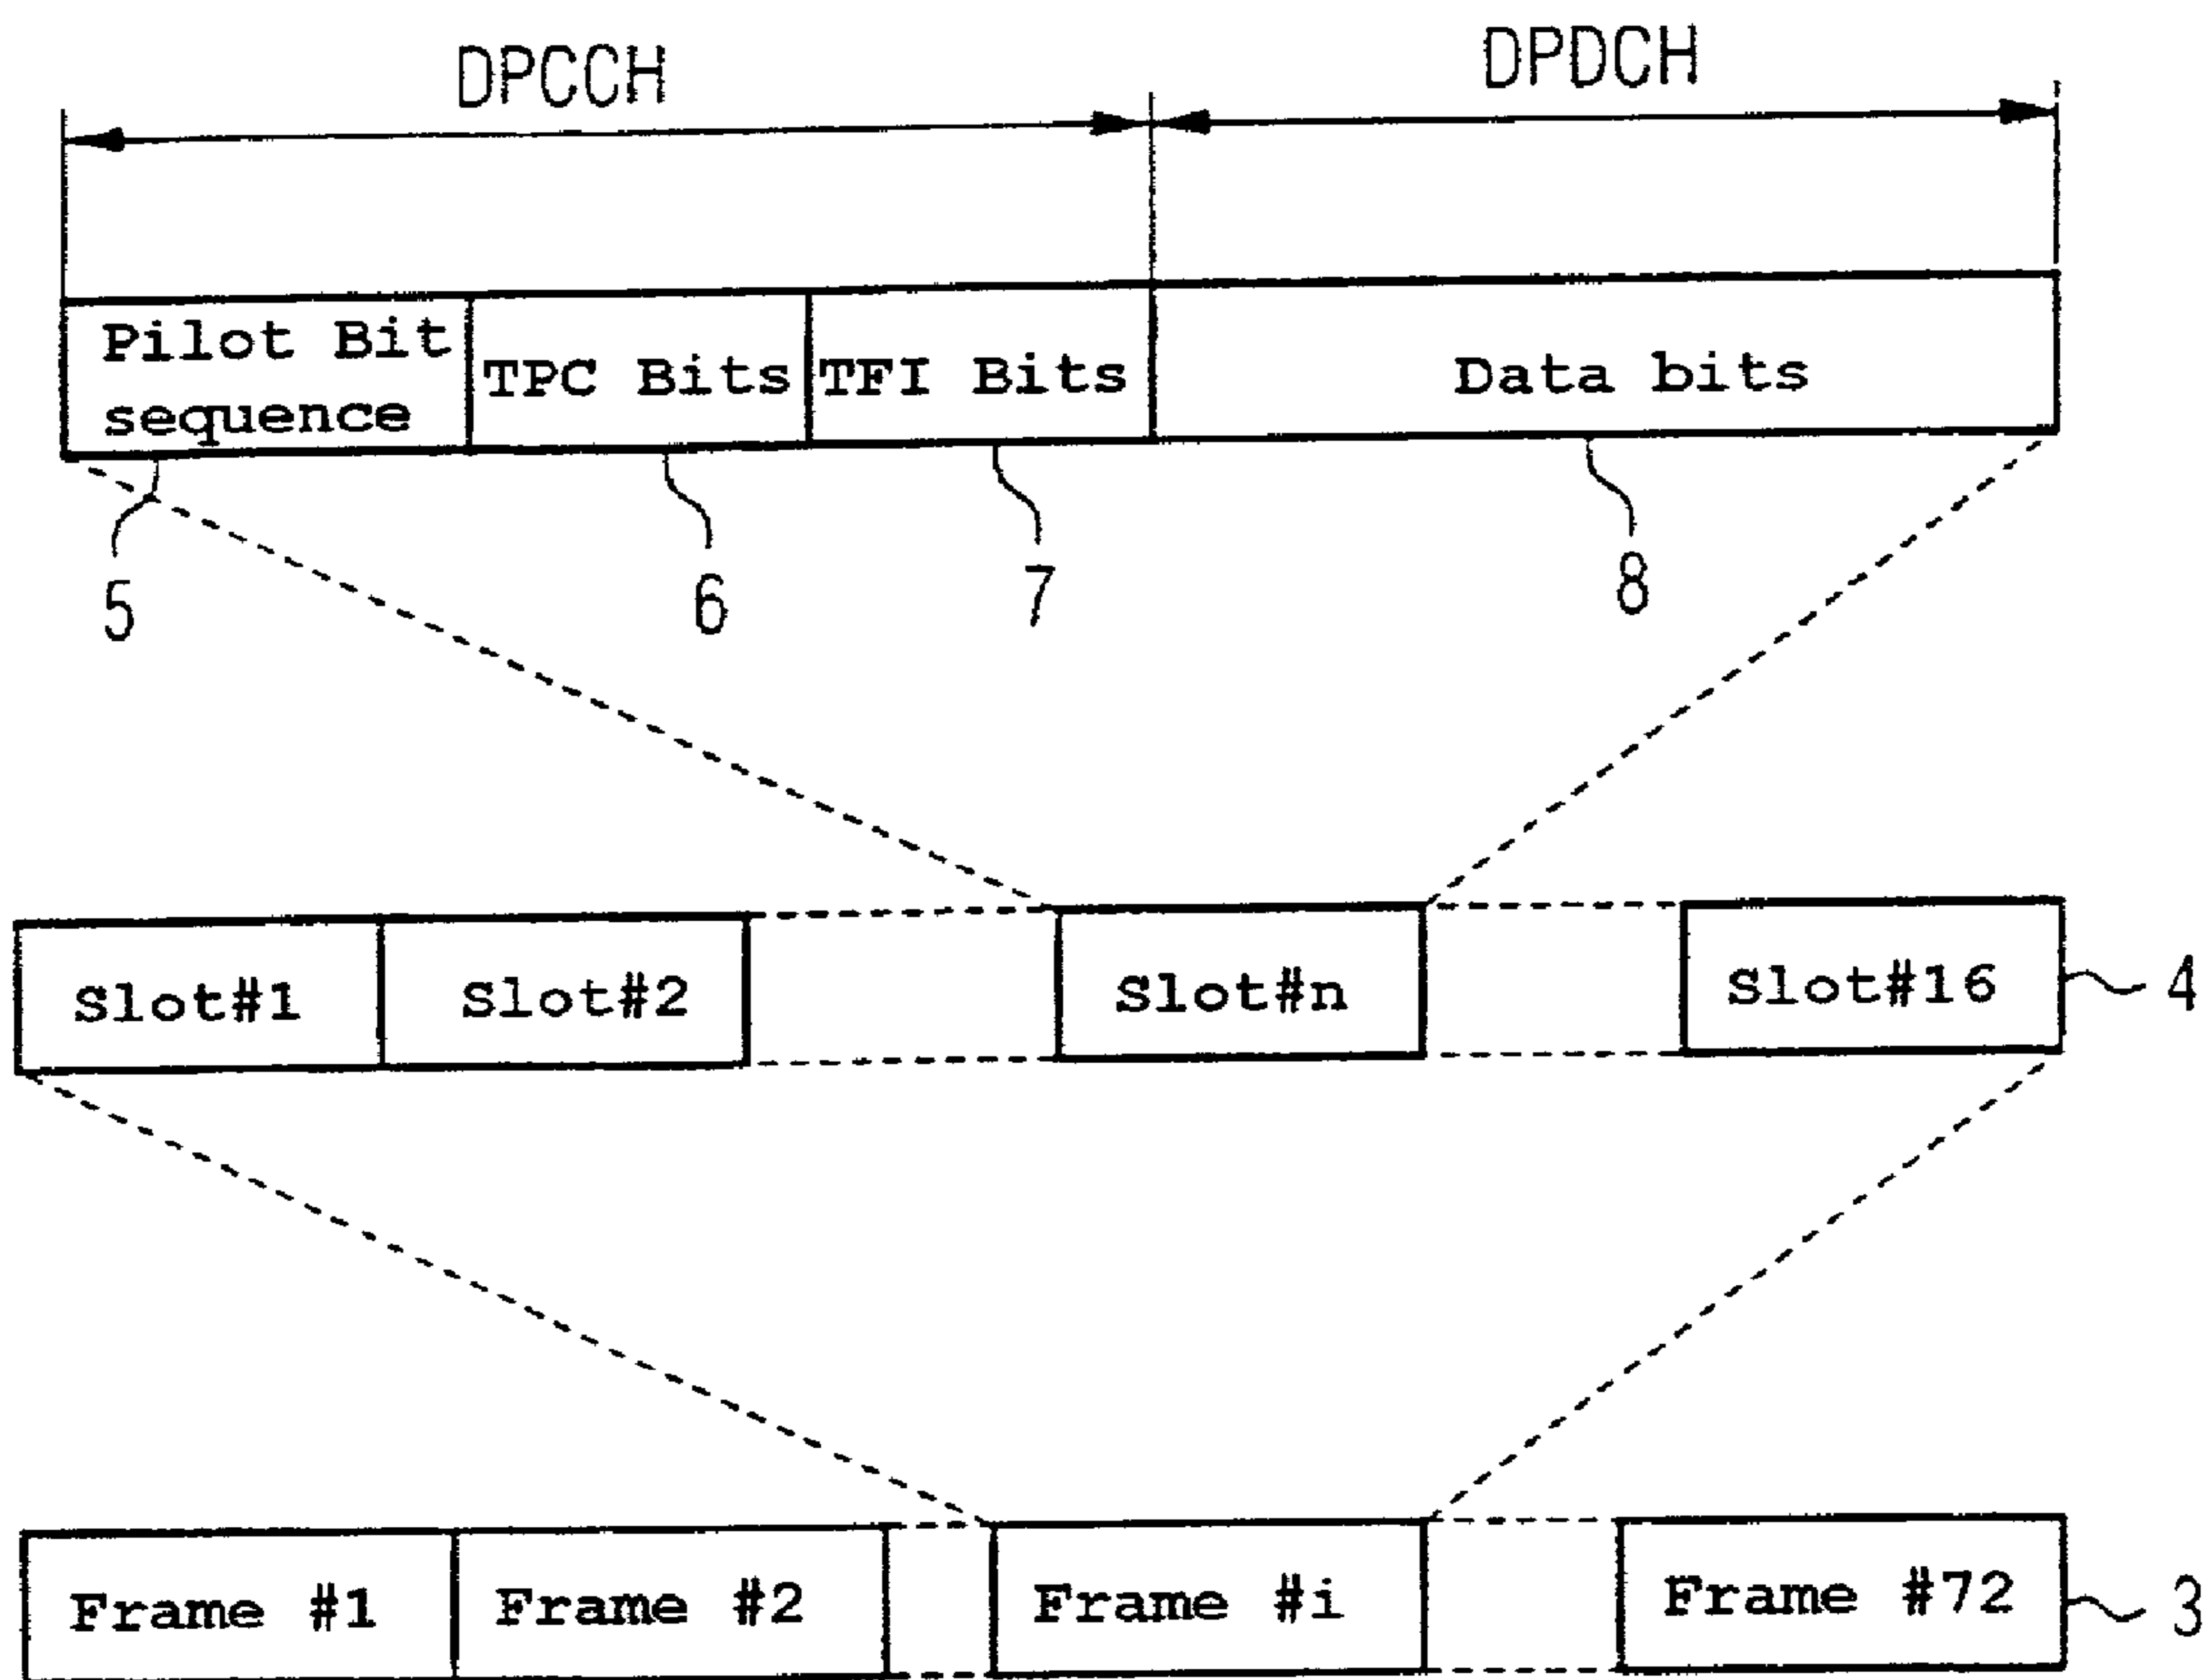 DPCCH DPDCH
Pilot Bit
sequence
TPC Bits
TFI Bits
Data bits
5 6 7 8
Slot#1 Slot#2 Slot#n Slot#16 4
Frame #1 Frame #2 Frame #i Frame #72 3